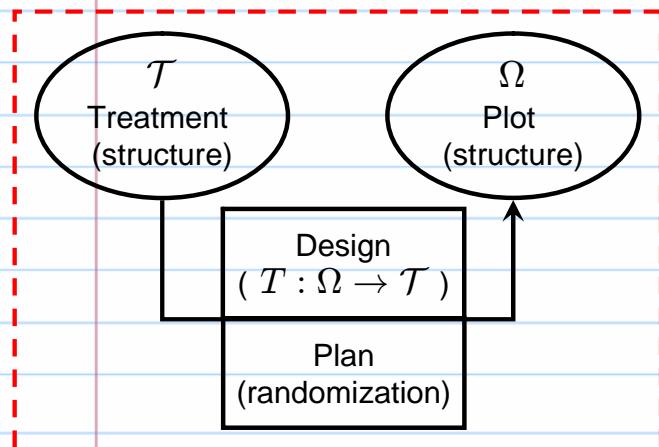 𝒯
Treatment
(structure)
Ω
Plot
(structure)
Design
( T : Ω → 𝒯 )
Plan
(randomization)